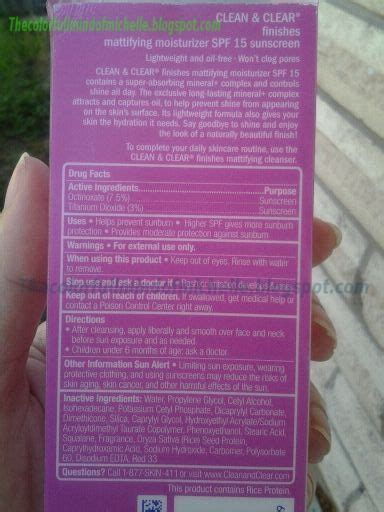 Thecolorfulmindofmichelle.blogspot.com
CLEAN & CLEAR®
finishes
mattifying moisturizer SPF 15 sunscreen
Lightweight and oil-free • Won't clog pores
CLEAN & CLEAR® finishes mattifying moisturizer SPF 15
contains a super-absorbing mineral+ complex and controls
shine all day. The exclusive long-lasting mineral+ complex
attracts and captures oil, to help prevent shine from appearing
on the skin's surface. Its lightweight formula also gives your
skin the hydration it needs. Say goodbye to shine and enjoy
the look of a naturally beautiful finish!
To complete your daily skincare routine, use the
CLEAN & CLEAR® finishes mattifying cleanser.
Drug Facts
Active Ingredients Purpose
Octinoxate (7.5%) Sunscreen
Titanium Dioxide (3%) Sunscreen
Uses • Helps prevent sunburn • Higher SPF gives more sunburn
protection • Provides moderate protection against sunburn
Warnings • For external use only.
When using this product • Keep out of eyes. Rinse with water
to remove.
Stop use and ask a doctor if • Rash or irritation develops and
Keep out of reach of children. If swallowed, get medical help or
contact a Poison Control Center right away.
Directions
• After cleansing, apply liberally and smooth over face and neck
before sun exposure and as needed.
• Children under 6 months of age: ask a doctor.
Other Information Sun Alert • Limiting sun exposure, wearing
protective clothing, and using sunscreens may reduce the risks of
skin aging, skin cancer, and other harmful effects of the sun.
Inactive Ingredients: Water, Propylene Glycol, Cetyl Alcohol,
Isohexadecane, Potassium Cetyl Phosphate, Dicaprylyl Carbonate,
Dimethicone, Silica, Caprylyl Glycol, Hydroxyethyl Acrylate/Sodium
Acryloyldimethyl Taurate Copolymer, Phenoxyethanol, Stearic Acid,
Squalane, Fragrance, Oryza Sativa (Rice) Seed Protein,
Caprylhydroxamic Acid, Sodium Hydroxide, Carbomer, Polysorbate
60, Disodium EDTA, Red 33
Questions? Call 1-877-SKIN-411 or visit www.CleanandClear.com
This product contains Rice Protein.